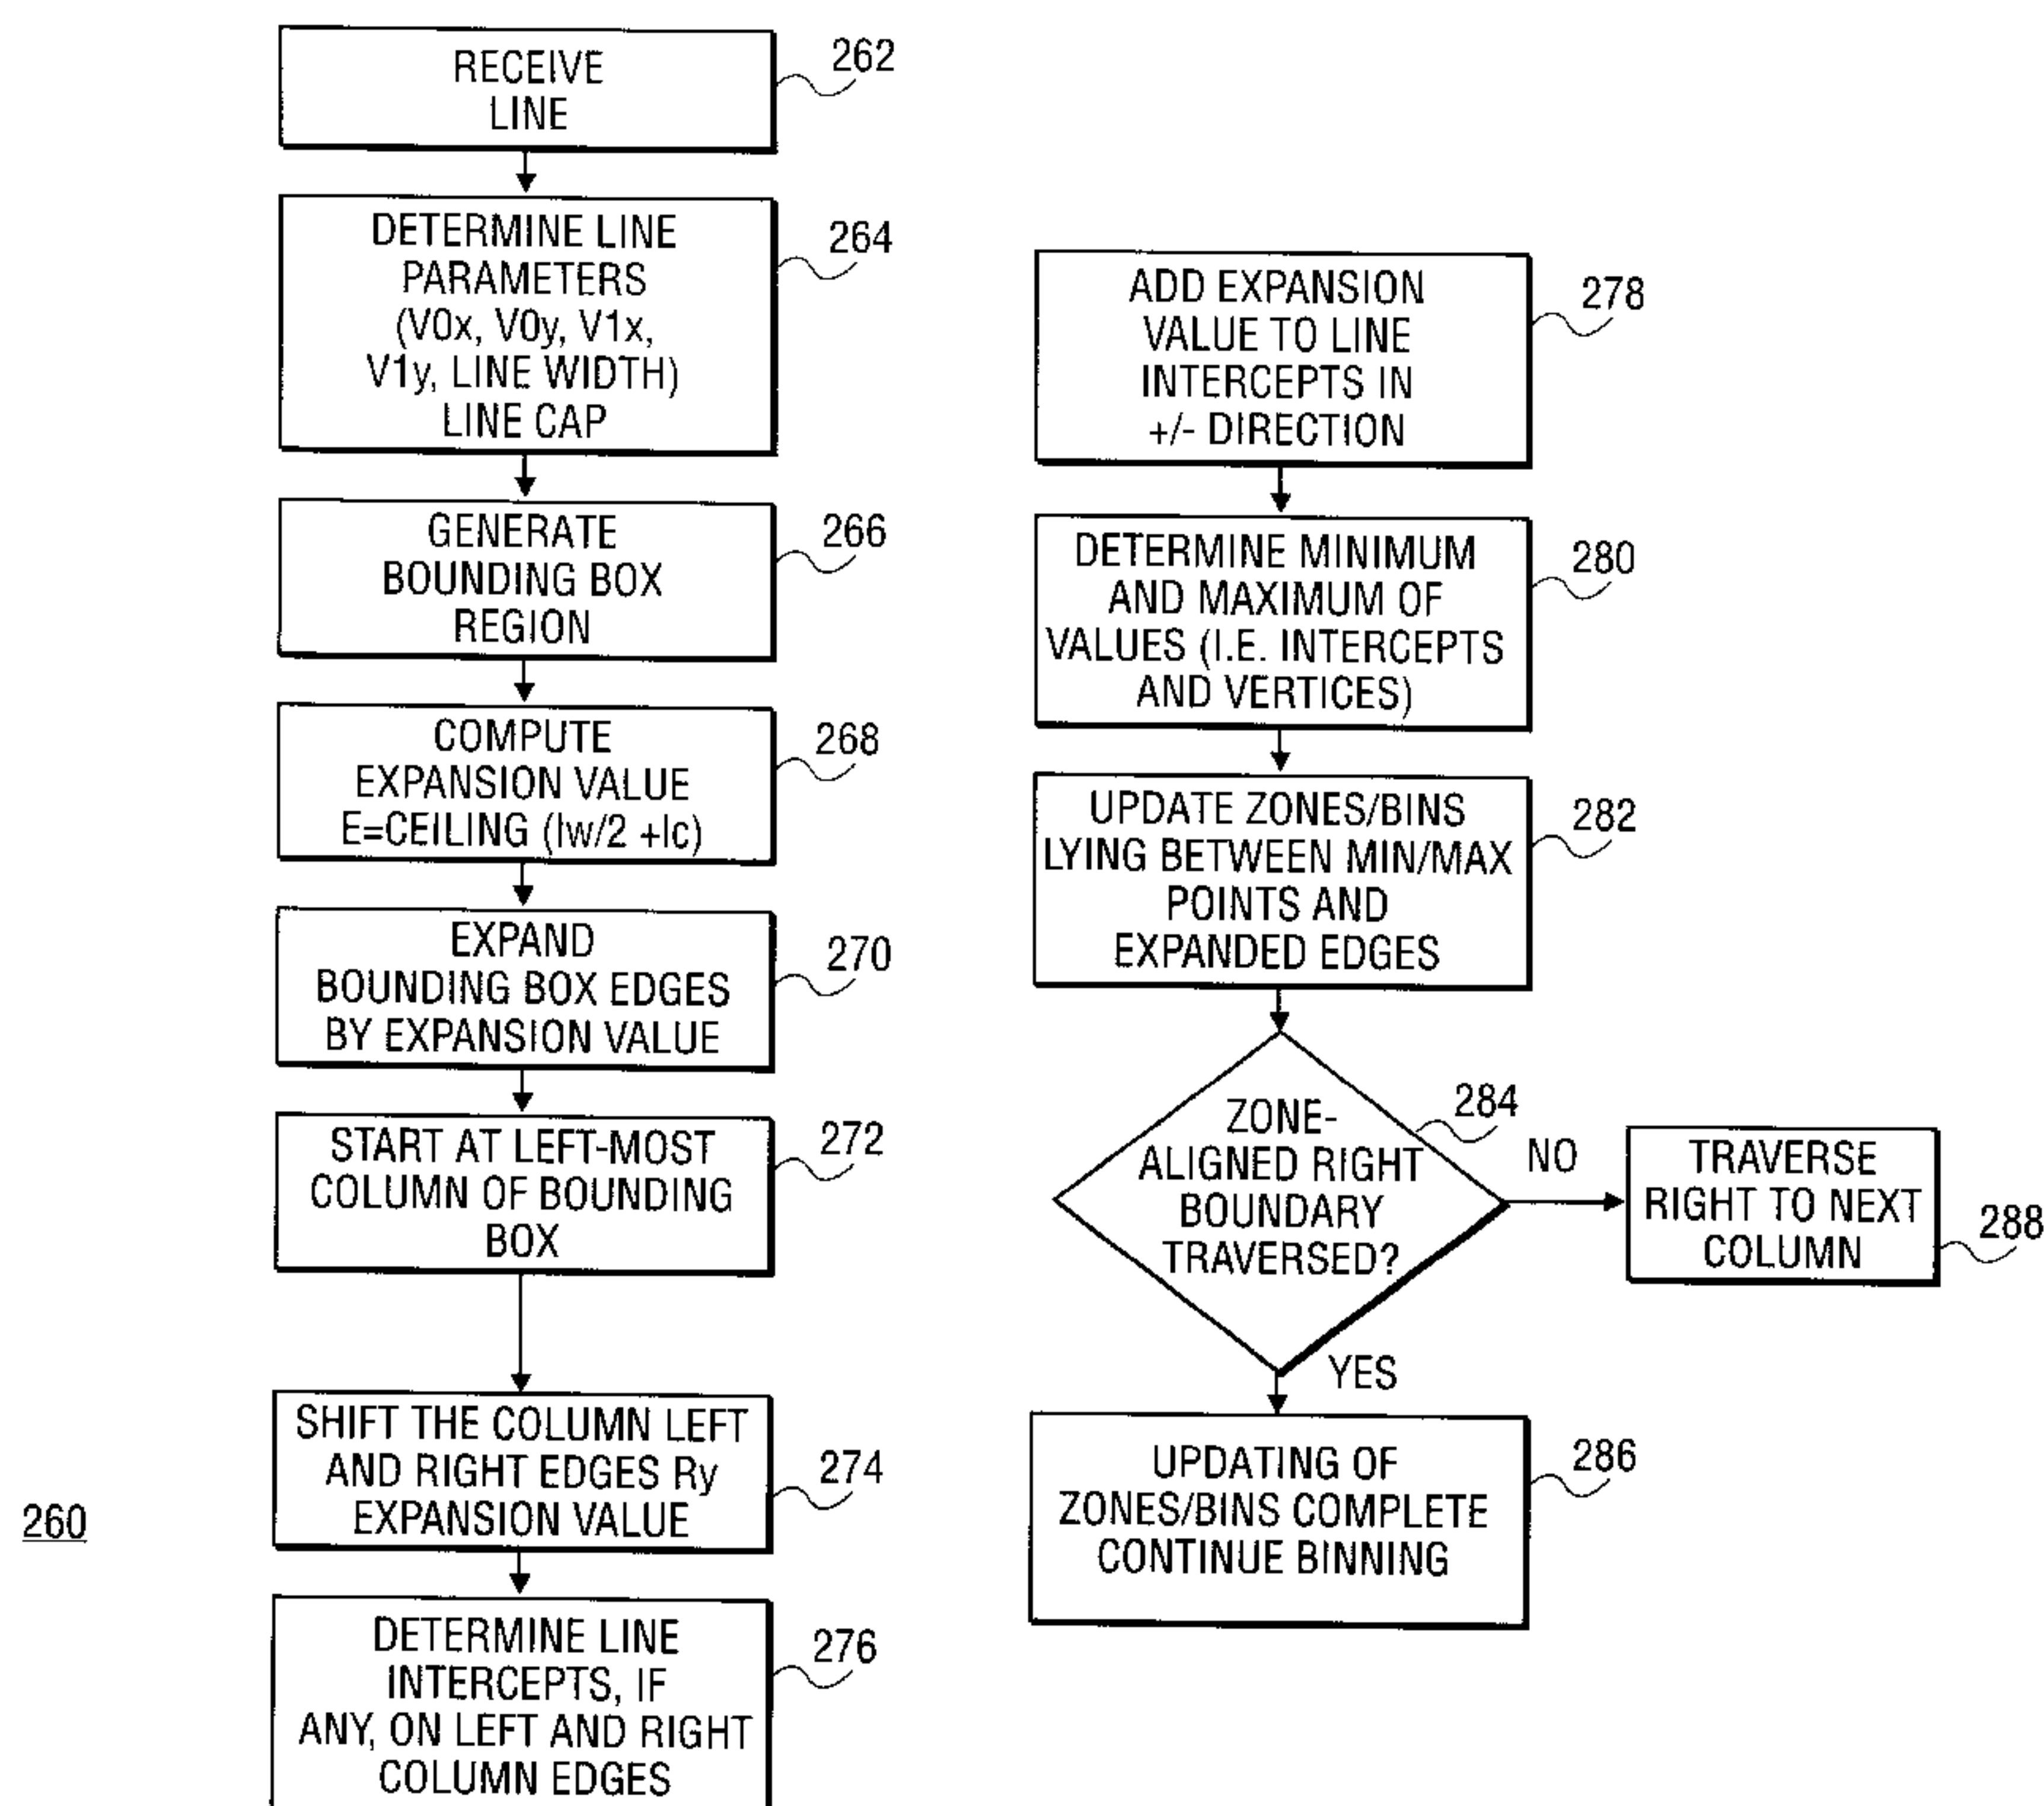 RECEIVE
LINE
262
DETERMINE LINE
PARAMETERS
(V0x, V0y, V1x,
V1y, LINE WIDTH)
LINE CAP
264
GENERATE
BOUNDING BOX
REGION
266
COMPUTE
EXPANSION VALUE
E=CEILING (lw/2 +lc)
268
EXPAND
BOUNDING BOX EDGES
BY EXPANSION VALUE
270
START AT LEFT-MOST
COLUMN OF BOUNDING
BOX
272
SHIFT THE COLUMN LEFT
AND RIGHT EDGES Ry
EXPANSION VALUE
274
260
DETERMINE LINE
INTERCEPTS, IF
ANY, ON LEFT AND RIGHT
COLUMN EDGES
276
ADD EXPANSION
VALUE TO LINE
INTERCEPTS IN
+/- DIRECTION
278
DETERMINE MINIMUM
AND MAXIMUM OF
VALUES (I.E. INTERCEPTS
AND VERTICES)
280
UPDATE ZONES/BINS
LYING BETWEEN MIN/MAX
POINTS AND
EXPANDED EDGES
282
ZONE-
ALIGNED RIGHT
BOUNDARY
TRAVERSED?
284
NO
TRAVERSE
RIGHT TO NEXT
COLUMN
288
YES
UPDATING OF
ZONES/BINS COMPLETE
CONTINUE BINNING
286